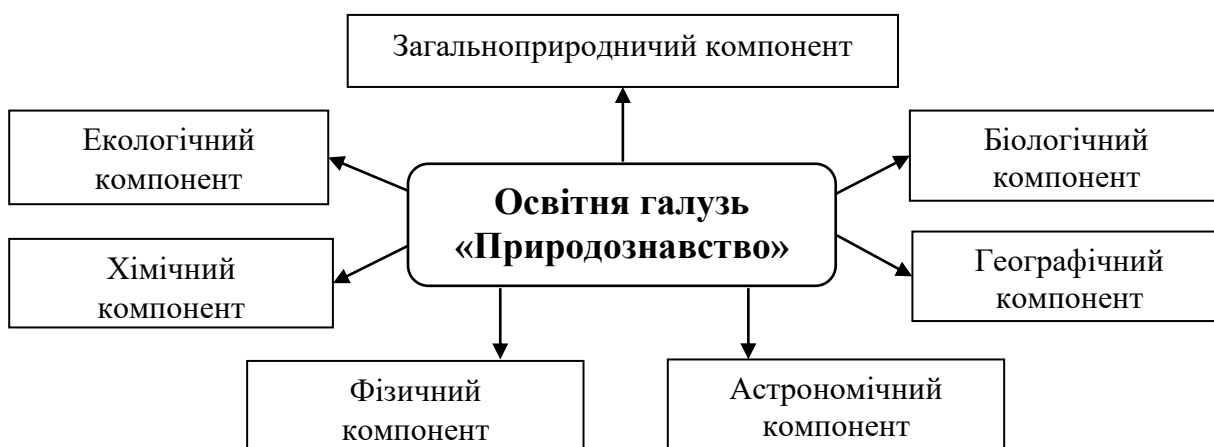 Загальноприродничий компонент
Екологічний
компонент
Біологічний
компонент
Освітня галузь
«Природознавство»
Хімічний
компонент
Географічний
компонент
Фізичний
компонент
Астрономічний
компонент